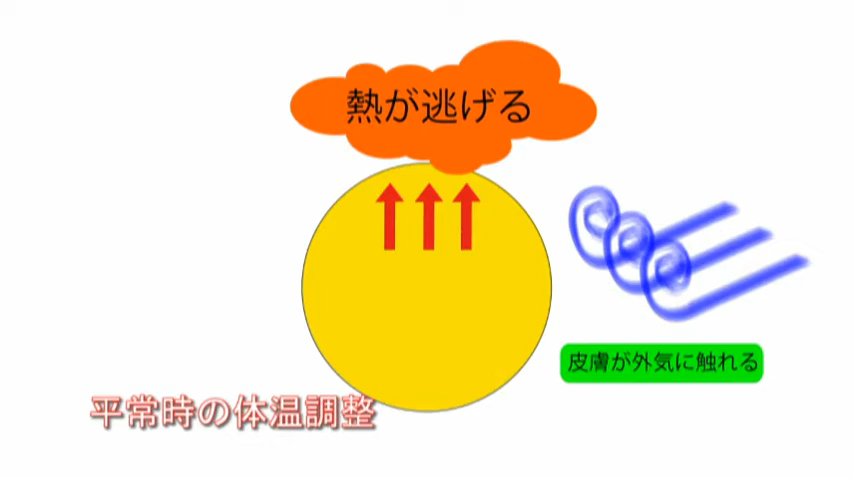 熱が逃げる
皮膚が外気に触れる
平常時の体温調整